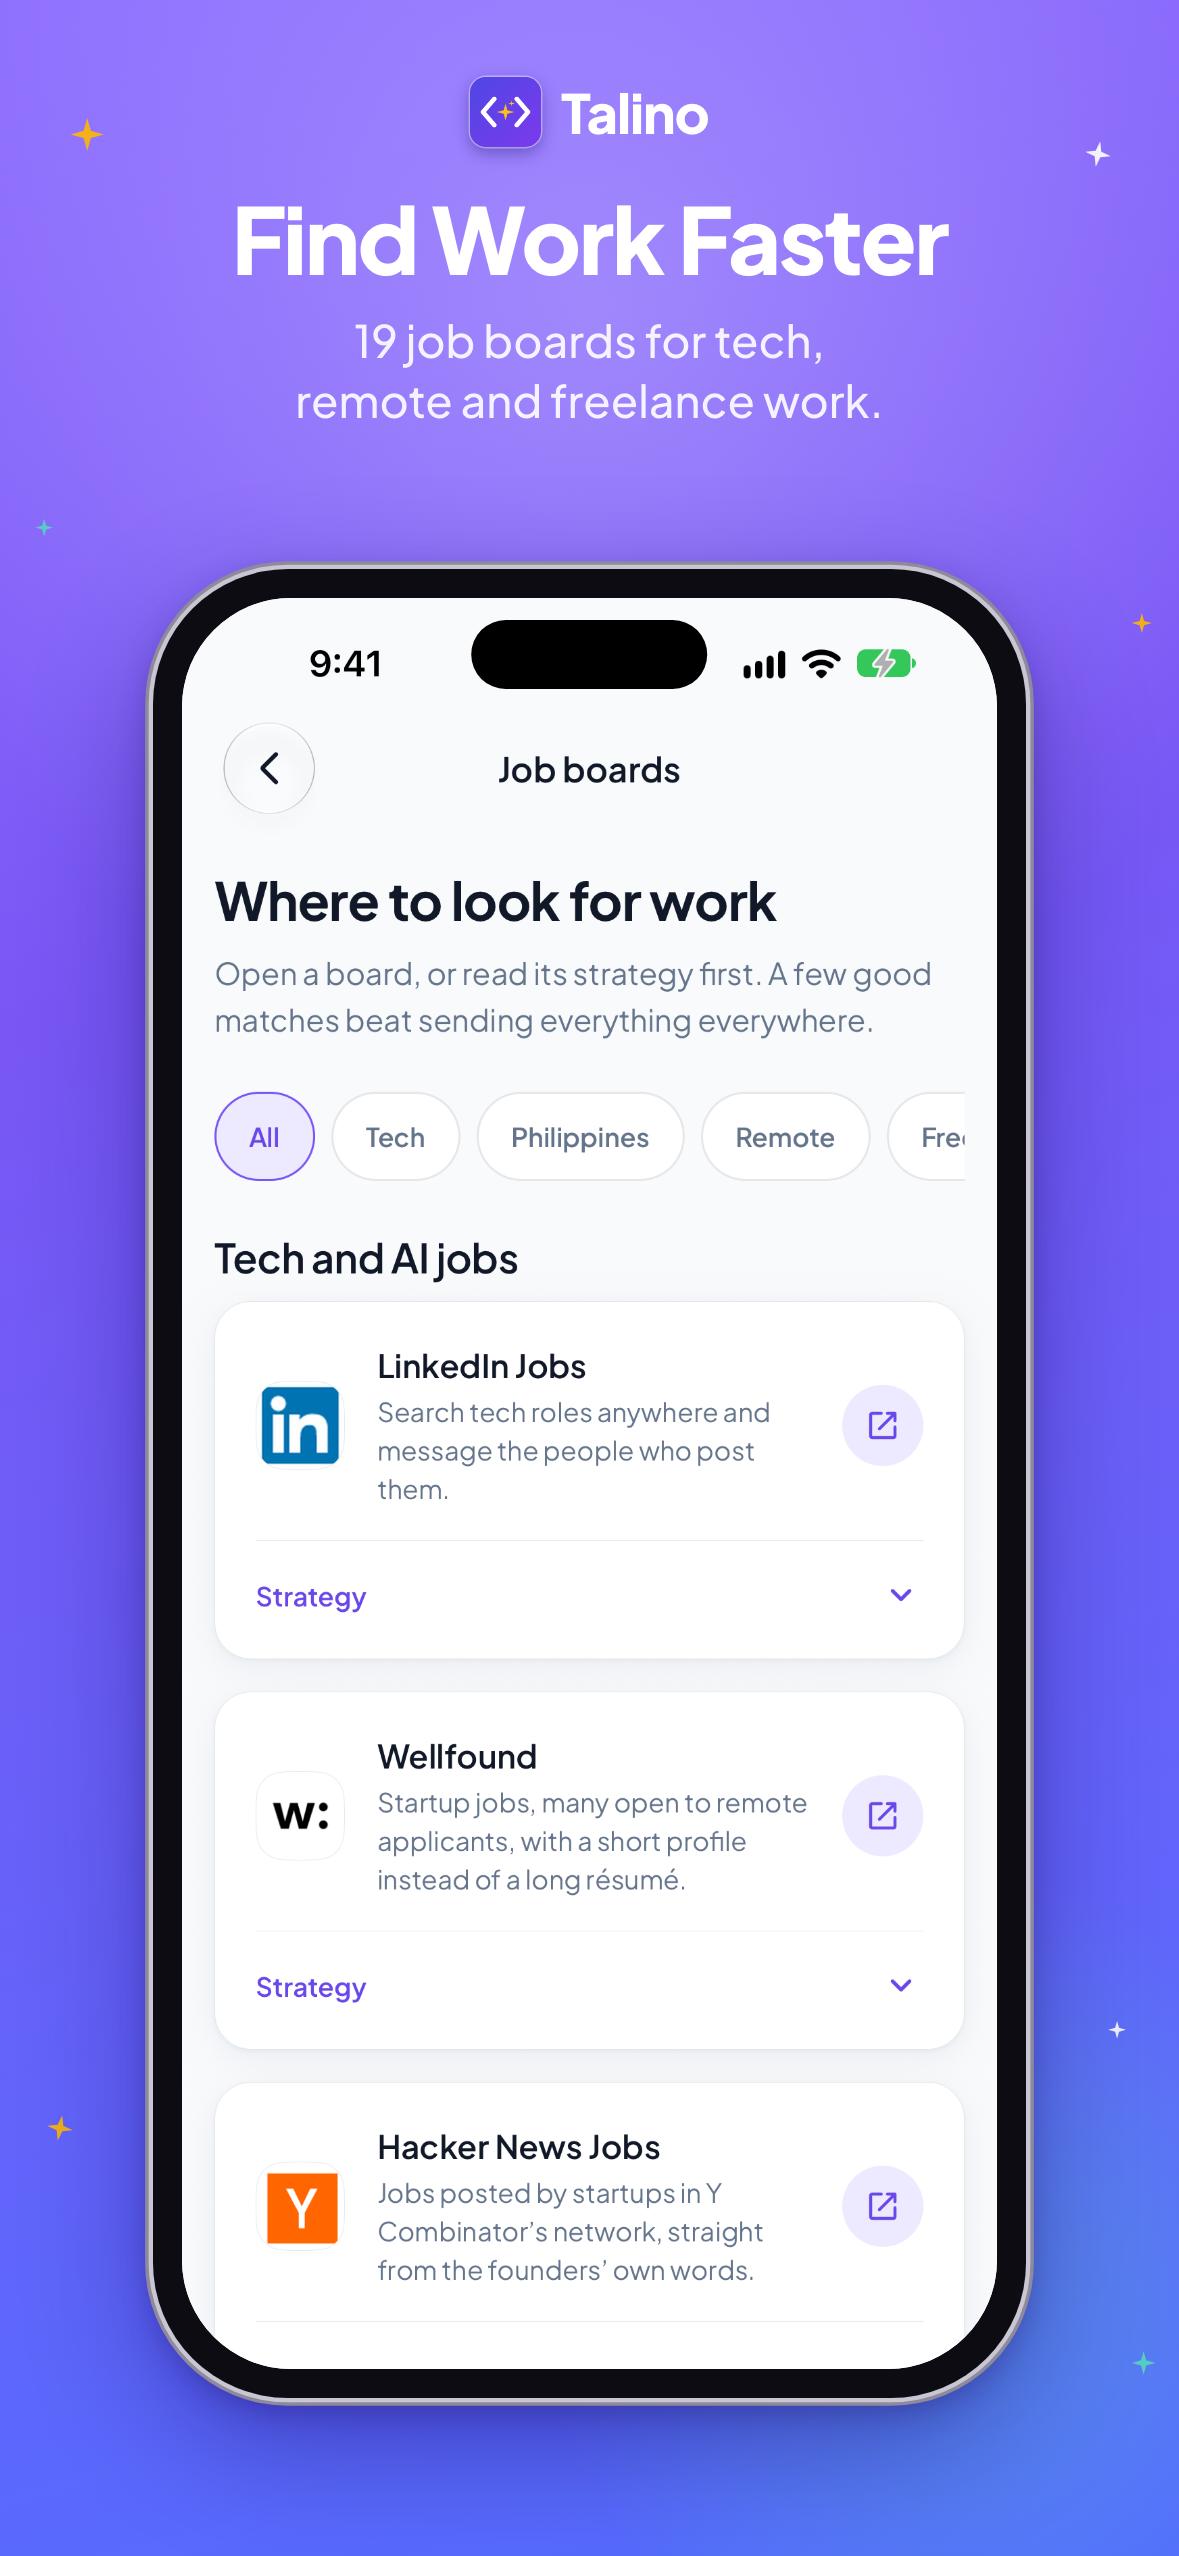 Talino
Find Work Faster
19 job boards for tech,
remote and freelance work.
9:41
Job boards
Where to look for work
Open a board, or read its strategy first. A few good
matches beat sending everything everywhere.
All
Tech
Philippines
Remote
Free
Tech and AI jobs
LinkedIn Jobs
in
Search tech roles anywhere and
message the people who post
them.
Strategy
Wellfound
w:
Startup jobs, many open to remote
applicants, with a short profile
instead of a long résumé.
Strategy
Hacker News Jobs
Y
Jobs posted by startups in Y
Combinator’s network, straight
from the founders’ own words.